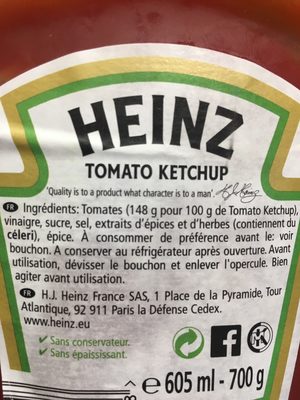 HEINZ
TOMATO KETCHUP
'Quality is to a product what character is to a man'.
FR Ingrédients: Tomates (148 g pour 100 g de Tomato Ketchup),
vinaigre, sucre, sel, extraits d'épices et d'herbes (contiennent du
céleri), épice. À consommer de préférence avant le: voir
bouchon. A conserver au réfrigérateur après ouverture. Avant
utilisation, dévisser le bouchon et enlever l'opercule. Bien
agiter avant utilisation.
FR H.J. Heinz France SAS, 1 Place de la Pyramide, Tour
Atlantique, 92 911 Paris la Défense Cedex.
www.heinz.eu
✓ Sans conservateur.
✓ Sans épaississant.
e 605 ml - 700 g